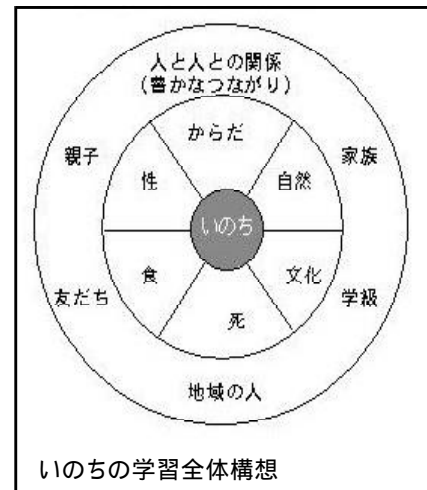 人と人との関係
(豊かなつながり)
からだ
親子
家族
性
自然
いのち
食
文化
友だち
学級
死
地域の人
いのちの学習全体構想